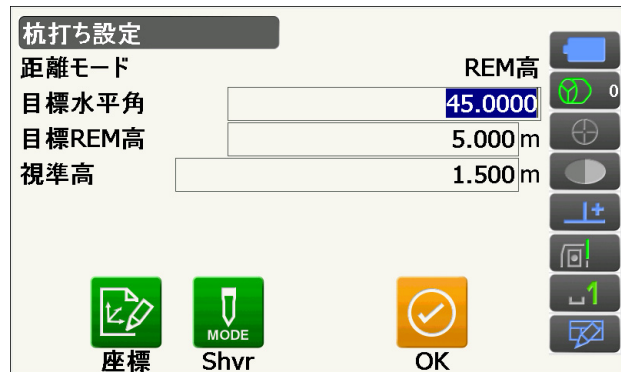 杭打ち設定
距離モード REM高
目標水平角 45.0000
目標REM高 5.000 m
視準高 1.500 m
0
1
MODE
座標 Shvr OK